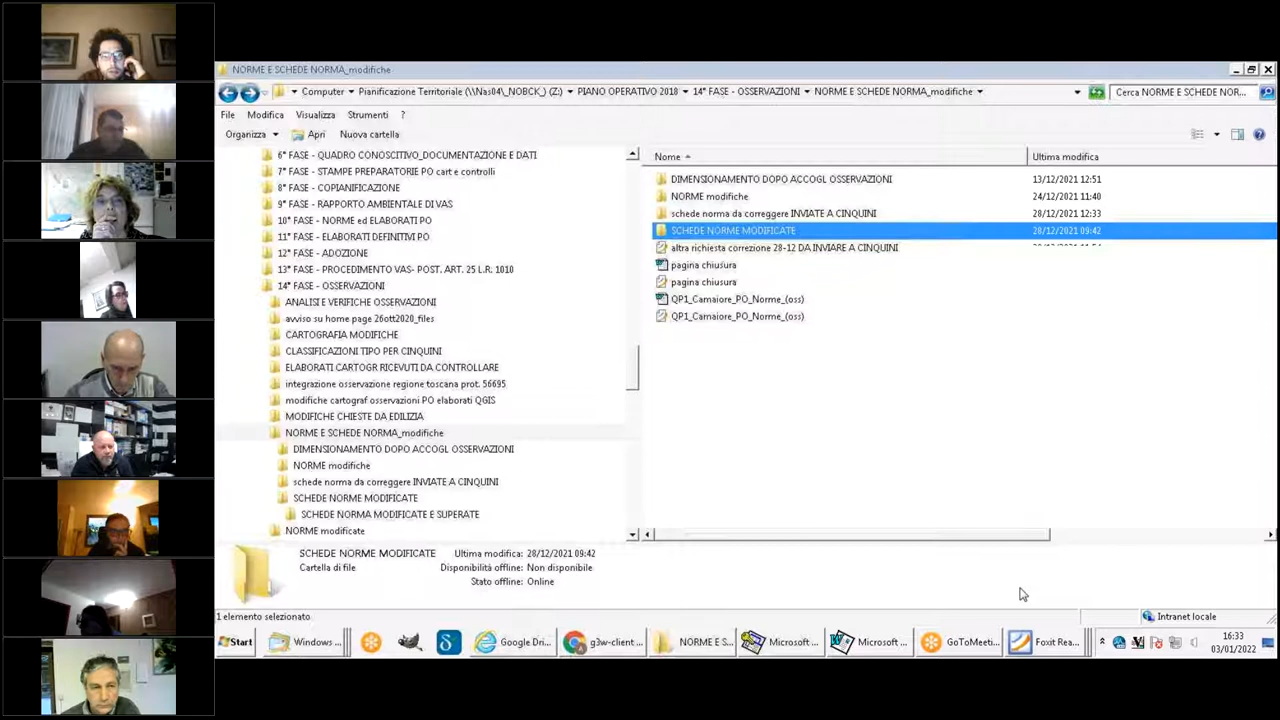 NORME E SCHEDE NORMA_modifiche
Computer
Pianificazione Territoriale (\\Nas04\_NOBCK_) (Z:)
PIANO OPERATIVO 2018
14° FASE - OSSERVAZIONI
NORME E SCHEDE NORMA_modifiche
Cerca NORME E SCHEDE NOR...
File Modifica Visualizza Strumenti ?
Organizza Apri Nuova cartella
6° FASE - QUADRO CONOSCITIVO_DOCUMENTAZIONE E DATI
7° FASE - STAMPE PREPARATORIE PO cart e controlli
8° FASE - COPIANIFICAZIONE
9° FASE - RAPPORTO AMBIENTALE DI VAS
10° FASE - NORME ed ELABORATI PO
11° FASE - ELABORATI DEFINITIVI PO
12° FASE - ADOZIONE
13° FASE - PROCEDIMENTO VAS- POST. ART. 25 L.R. 1010
14° FASE - OSSERVAZIONI
ANALISI E VERIFICHE OSSERVAZIONI
avviso su home page 26ott2020_files
CARTOGRAFIA MODIFICHE
CLASSIFICAZIONI TIPO PER CINQUINI
ELABORATI CARTOGR RICEVUTI DA CONTROLLARE
integrazione osservazione regione toscana prot. 56695
modifiche cartograf osservazioni PO elaborati QGIS
MODIFICHE CHIESTE DA EDILIZIA
NORME E SCHEDE NORMA_modifiche
DIMENSIONAMENTO DOPO ACCOGL OSSERVAZIONI
NORME modifiche
schede norma da correggere INVIATE A CINQUINI
SCHEDE NORME MODIFICATE
SCHEDE NORMA MODIFICATE E SUPERATE
NORME modificate
Nome Ultima modifica
DIMENSIONAMENTO DOPO ACCOGL OSSERVAZIONI 13/12/2021 12:51
NORME modifiche 24/12/2021 11:40
schede norma da correggere INVIATE A CINQUINI 28/12/2021 12:33
SCHEDE NORME MODIFICATE 28/12/2021 09:42
altra richiesta correzione 28-12 DA INVIARE A CINQUINI
pagina chiusura
pagina chiusura
QP1_Camaiore_PO_Norme_(oss)
QP1_Camaiore_PO_Norme_(oss)
SCHEDE NORME MODIFICATE Ultima modifica: 28/12/2021 09:42
Cartella di file Disponibilità offline: Non disponibile
Stato offline: Online
1 elemento selezionato Intranet locale
Start Windows ... Google Dri... g3w-client ... NORME E S... Microsoft ... Microsoft ... GoToMeeti... Foxit Rea... 16:33
03/01/2022